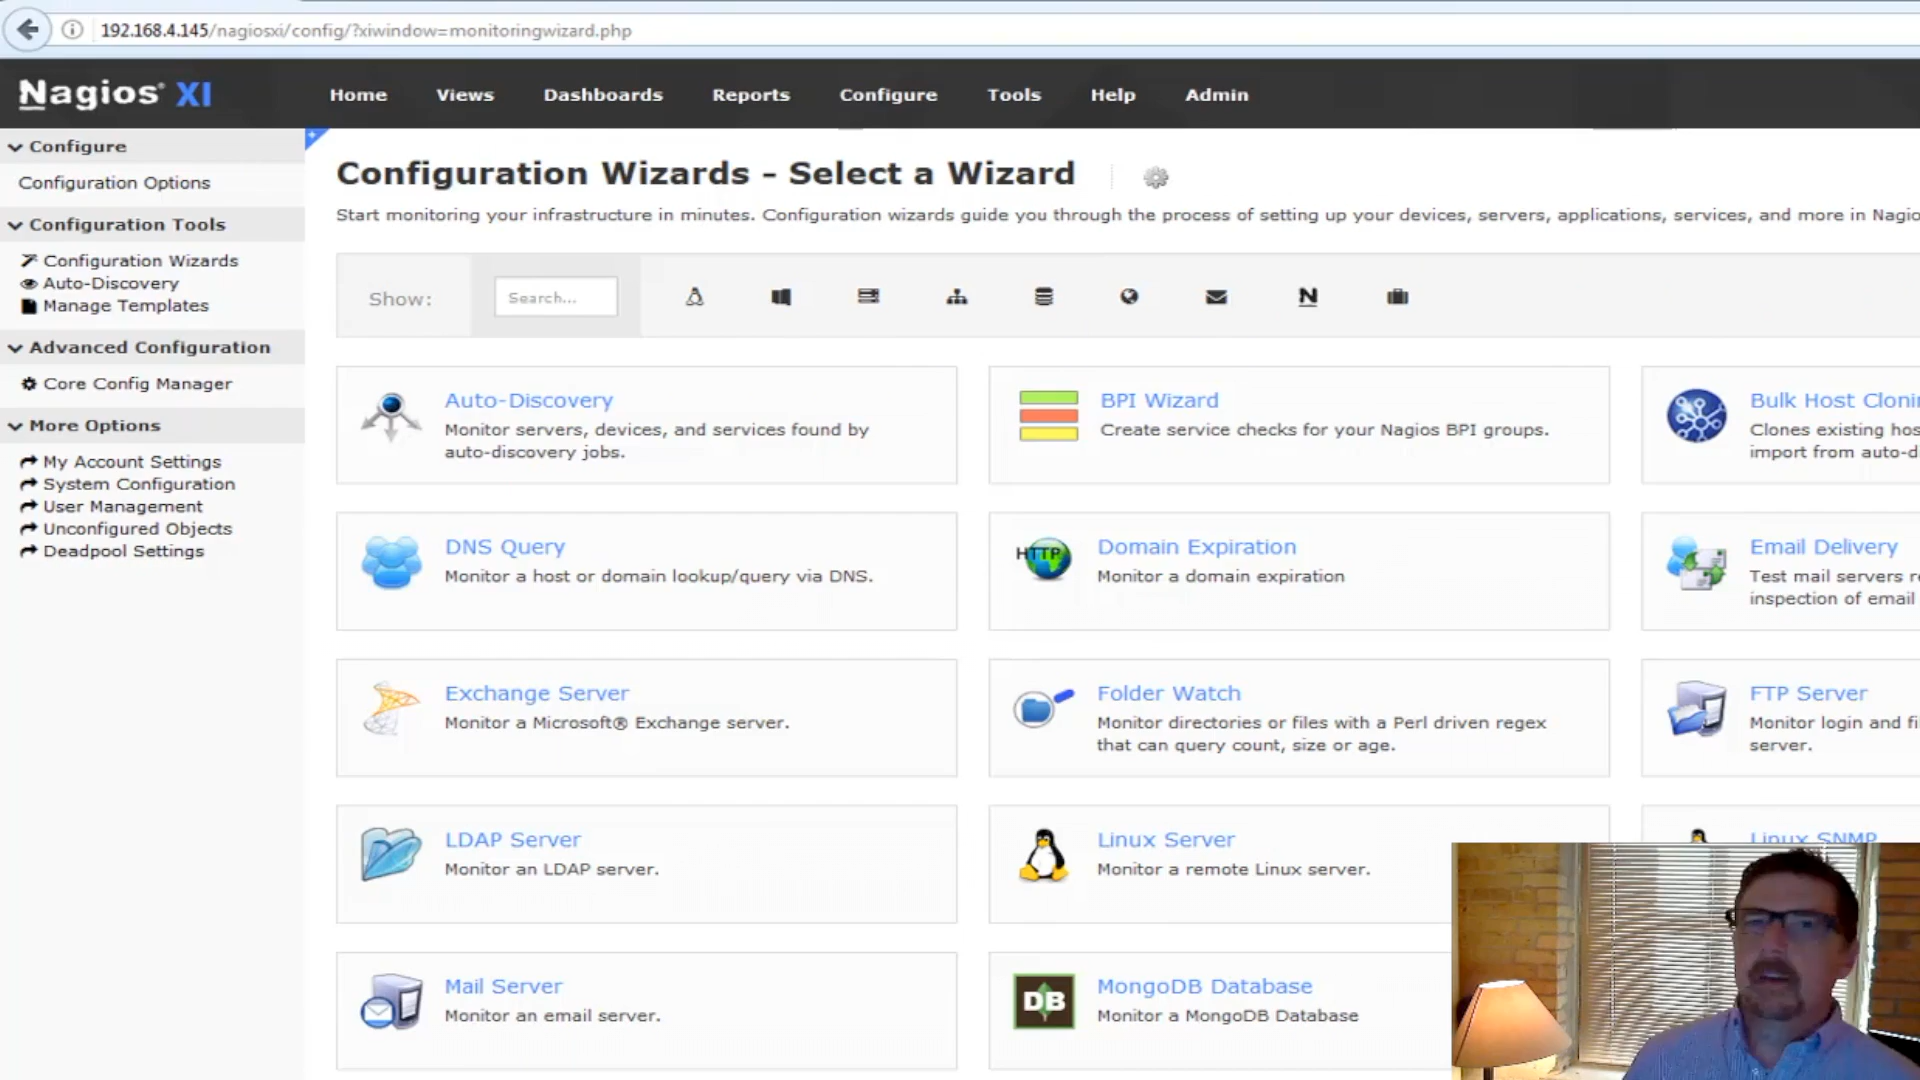 192.168.4.145/nagiosxi/config/?xiwindow=monitoringwizard.php
Nagios® XI
Home Views Dashboards Reports Configure Tools Help Admin
Configure
Configuration Options
Configuration Tools
Configuration Wizards
Auto-Discovery
Manage Templates
Advanced Configuration
Core Config Manager
More Options
My Account Settings
System Configuration
User Management
Unconfigured Objects
Deadpool Settings
Configuration Wizards - Select a Wizard
Start monitoring your infrastructure in minutes. Configuration wizards guide you through the process of setting up your devices, servers, applications, services, and more in Nagio
Show: Search...
N
Auto-Discovery
Monitor servers, devices, and services found by
auto-discovery jobs.
BPI Wizard
Create service checks for your Nagios BPI groups.
Bulk Host Clonin
Clones existing hos
import from auto-di
DNS Query
Monitor a host or domain lookup/query via DNS.
HTTP
Domain Expiration
Monitor a domain expiration
Email Delivery
Test mail servers re
inspection of email
Exchange Server
Monitor a Microsoft® Exchange server.
Folder Watch
Monitor directories or files with a Perl driven regex
that can query count, size or age.
FTP Server
Monitor login and fi
server.
LDAP Server
Monitor an LDAP server.
Linux Server
Monitor a remote Linux server.
Linux SNMP
Mail Server
Monitor an email server.
DB
MongoDB Database
Monitor a MongoDB Database